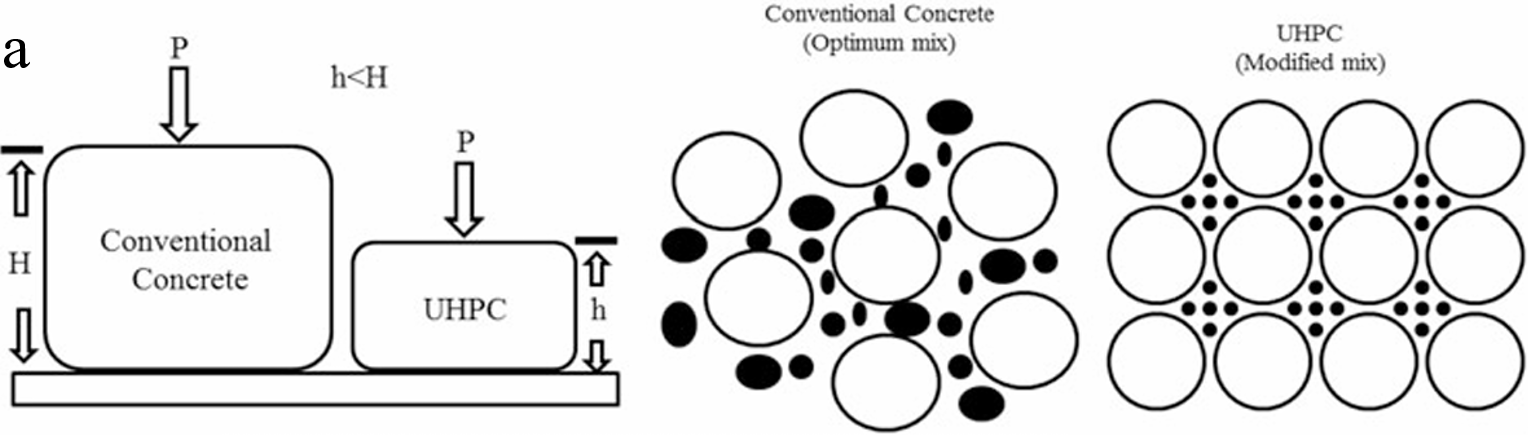 a
P
h<H
P
H
Conventional
Concrete
UHPC
h
Conventional Concrete
(Optimum mix)
UHPC
(Modified mix)